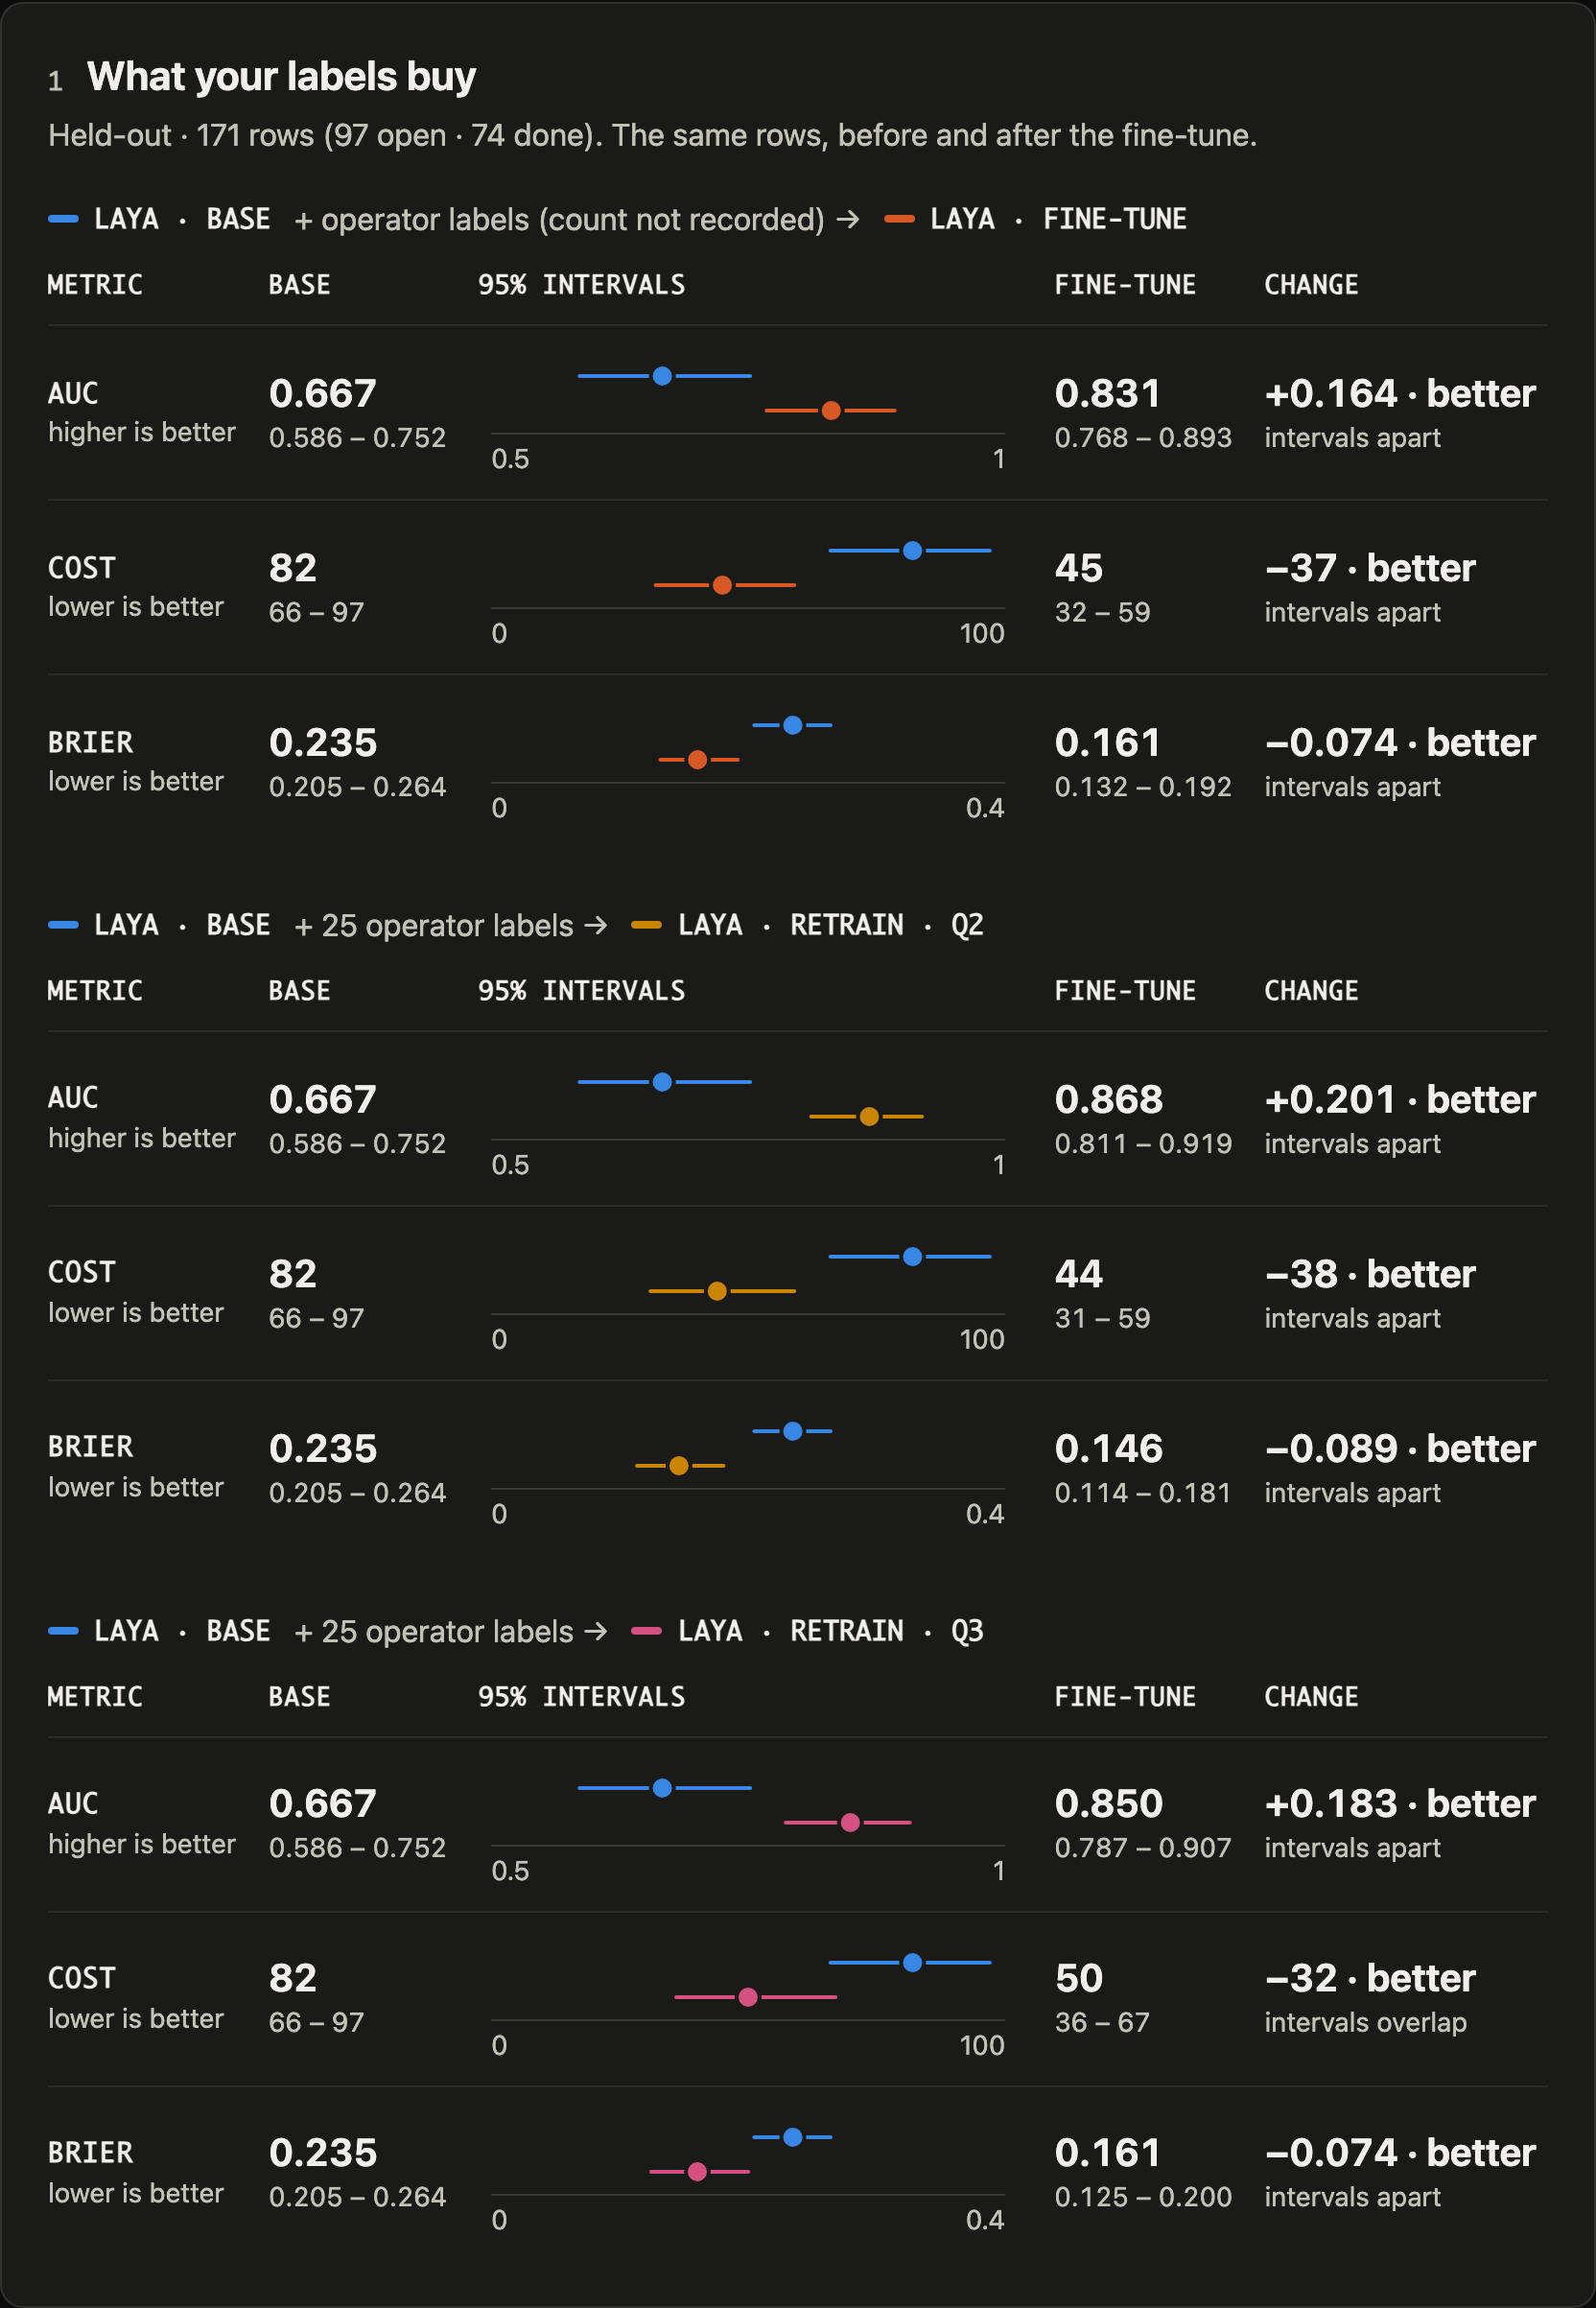 1 What your labels buy
Held-out · 171 rows (97 open · 74 done). The same rows, before and after the fine-tune.
LAYA · BASE + operator labels (count not recorded) → LAYA · FINE-TUNE
METRIC BASE 95% INTERVALS FINE-TUNE CHANGE
AUC 0.667 0.831 +0.164 · better
higher is better 0.586 – 0.752 0.768 – 0.893 intervals apart
0.5 1
COST 82 45 −37 · better
lower is better 66 – 97 32 – 59 intervals apart
0 100
BRIER 0.235 0.161 −0.074 · better
lower is better 0.205 – 0.264 0.132 – 0.192 intervals apart
0 0.4
LAYA · BASE + 25 operator labels → LAYA · RETRAIN · Q2
METRIC BASE 95% INTERVALS FINE-TUNE CHANGE
AUC 0.667 0.868 +0.201 · better
higher is better 0.586 – 0.752 0.811 – 0.919 intervals apart
0.5 1
COST 82 44 −38 · better
lower is better 66 – 97 31 – 59 intervals apart
0 100
BRIER 0.235 0.146 −0.089 · better
lower is better 0.205 – 0.264 0.114 – 0.181 intervals apart
0 0.4
LAYA · BASE + 25 operator labels → LAYA · RETRAIN · Q3
METRIC BASE 95% INTERVALS FINE-TUNE CHANGE
AUC 0.667 0.850 +0.183 · better
higher is better 0.586 – 0.752 0.787 – 0.907 intervals apart
0.5 1
COST 82 50 −32 · better
lower is better 66 – 97 36 – 67 intervals overlap
0 100
BRIER 0.235 0.161 −0.074 · better
lower is better 0.205 – 0.264 0.125 – 0.200 intervals apart
0 0.4